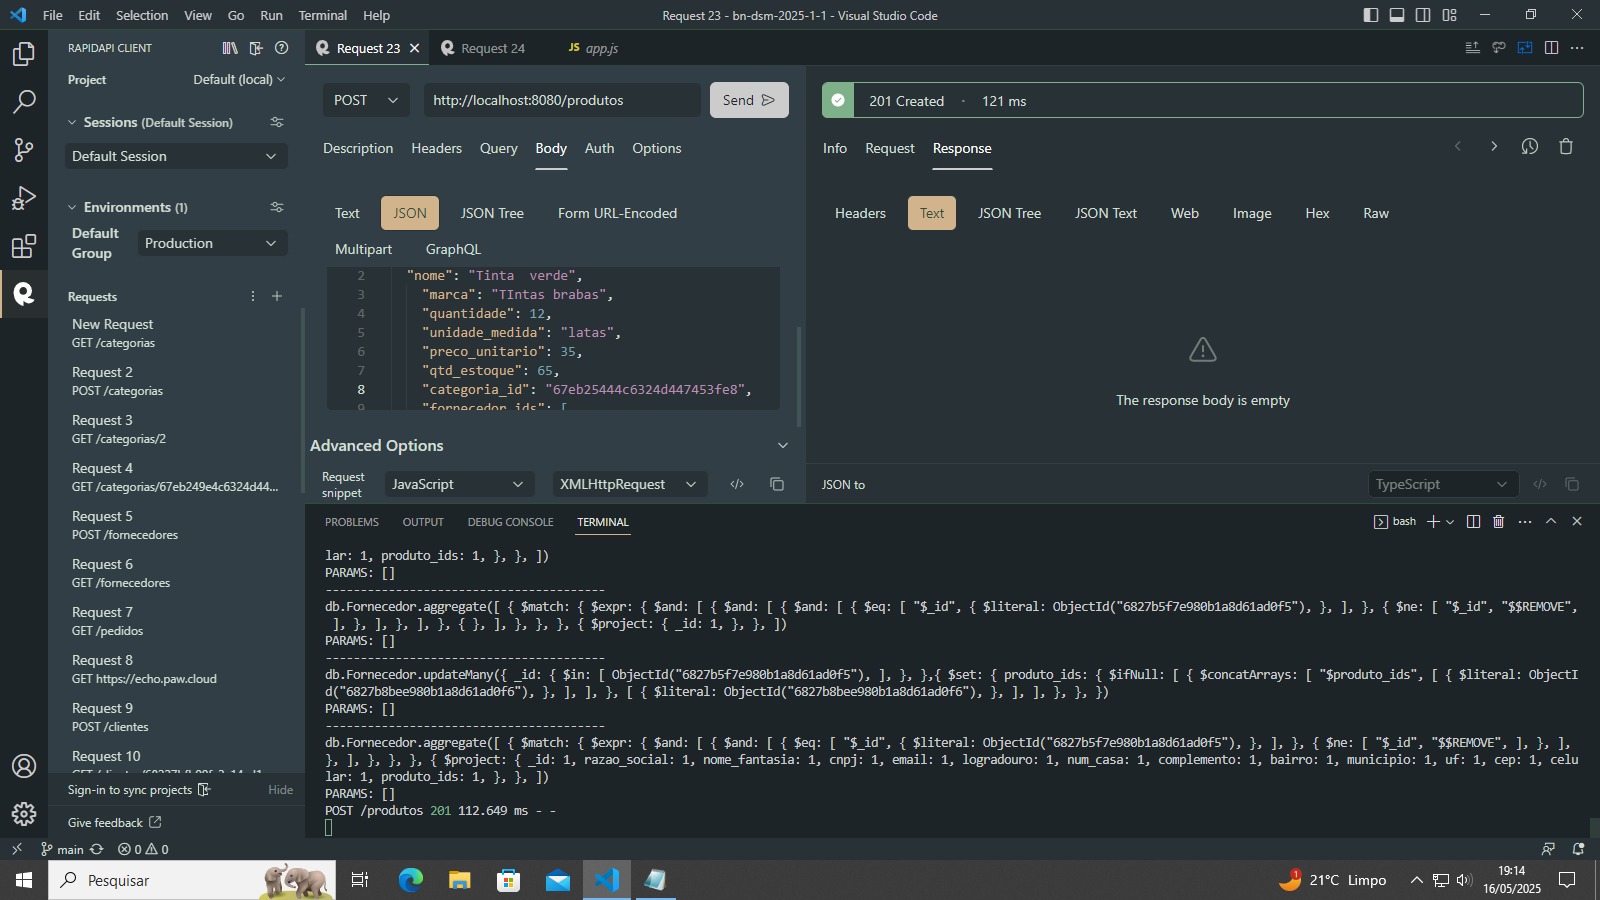 File Edit Selection View Go Run Terminal Help
Request 23 - bn-dsm-2025-1-1 - Visual Studio Code
RAPIDAPI CLIENT
Project
Default (local)
Sessions (Default Session)
Default Session
Environments (1)
Default Group
Production
Requests
New Request
GET /categorias
Request 2
POST /categorias
Request 3
GET /categorias/2
Request 4
GET /categorias/67eb249e4c6324d44...
Request 5
POST /fornecedores
Request 6
GET /fornecedores
Request 7
GET /pedidos
Request 8
GET https://echo.paw.cloud
Request 9
POST /clientes
Request 10
Sign-in to sync projects
Hide
Give feedback
Request 23
Request 24
JS app.js
POST
http://localhost:8080/produtos
Send
Description Headers Query Body Auth Options
Text JSON JSON Tree Form URL-Encoded
Multipart GraphQL
2 "nome": "Tinta  verde",
3 "marca": "TIntas brabas",
4 "quantidade": 12,
5 "unidade_medida": "latas",
6 "preco_unitario": 35,
7 "qtd_estoque": 65,
8 "categoria_id": "67eb25444c6324d447453fe8",
9 "fornecedor_ids": [
Advanced Options
Request snippet
JavaScript
XMLHttpRequest
201 Created · 121 ms
Info Request Response
Headers Text JSON Tree JSON Text Web Image Hex Raw
The response body is empty
JSON to
TypeScript
PROBLEMS OUTPUT DEBUG CONSOLE TERMINAL
bash
lar: 1, produto_ids: 1, }, }, ])
PARAMS: []
----------------------------------------
db.Fornecedor.aggregate([ { $match: { $expr: { $and: [ { $and: [ { $and: [ { $eq: [ "$_id", { $literal: ObjectId("6827b5f7e980b1a8d61ad0f5"), }, ], }, { $ne: [ "$_id", "$$REMOVE",
], }, ], }, ], }, { }, ], }, }, }, { $project: { _id: 1, }, }, ])
PARAMS: []
----------------------------------------
db.Fornecedor.updateMany({ _id: { $in: [ ObjectId("6827b5f7e980b1a8d61ad0f5"), ], }, },{ $set: { produto_ids: { $ifNull: [ { $concatArrays: [ "$produto_ids", [ { $literal: ObjectI
d("6827b8bee980b1a8d61ad0f6"), }, ], ], }, [ { $literal: ObjectId("6827b8bee980b1a8d61ad0f6"), }, ], ], }, }, })
PARAMS: []
----------------------------------------
db.Fornecedor.aggregate([ { $match: { $expr: { $and: [ { $and: [ { $eq: [ "$_id", { $literal: ObjectId("6827b5f7e980b1a8d61ad0f5"), }, ], }, { $ne: [ "$_id", "$$REMOVE", ], }, ],
}, ], }, }, }, { $project: { _id: 1, razao_social: 1, nome_fantasia: 1, cnpj: 1, email: 1, logradouro: 1, num_casa: 1, complemento: 1, bairro: 1, municipio: 1, uf: 1, cep: 1, celu
lar: 1, produto_ids: 1, }, }, ])
PARAMS: []
POST /produtos 201 112.649 ms - -
main
0 0
Pesquisar
1
21°C Limpo
19:14
16/05/2025